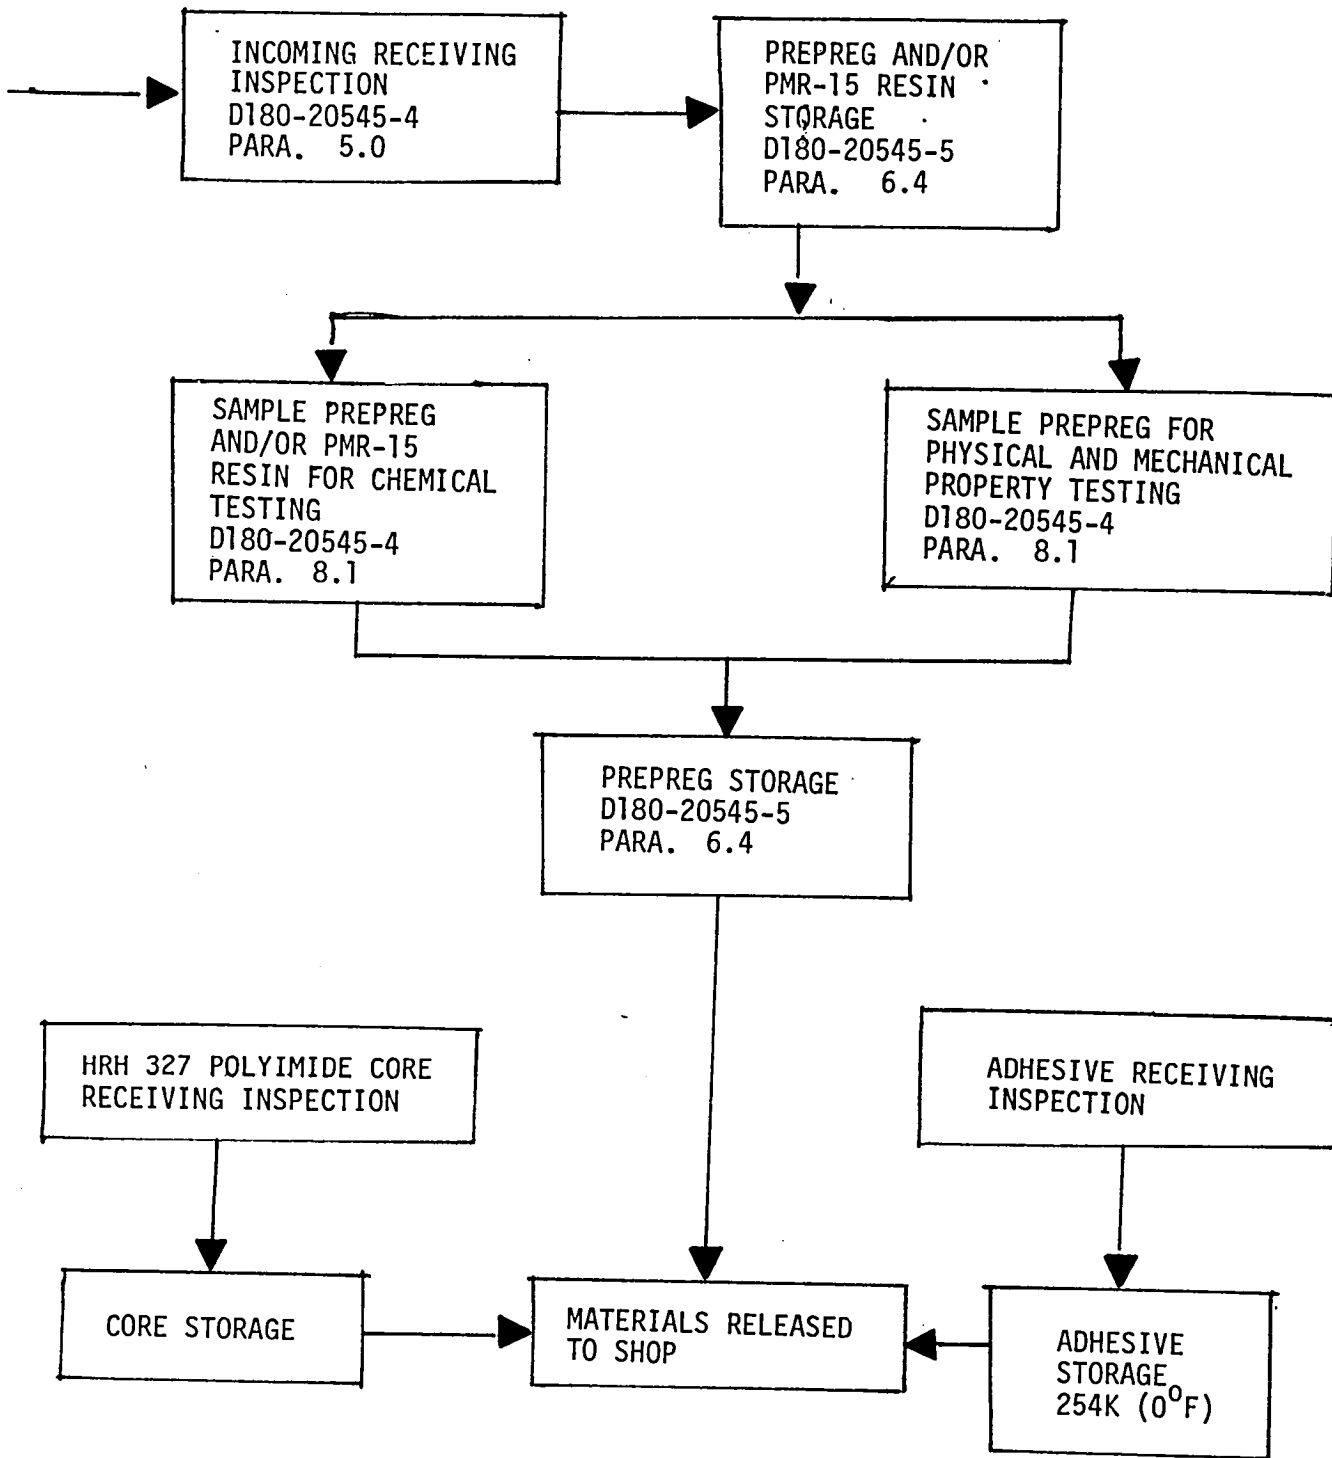 INCOMING RECEIVING
INSPECTION
D180-20545-4
PARA. 5.0
PREPREG AND/OR
PMR-15 RESIN
STORAGE
D180-20545-5
PARA. 6.4
SAMPLE PREPREG
AND/OR PMR-15
RESIN FOR CHEMICAL
TESTING
D180-20545-4
PARA. 8.1
SAMPLE PREPREG FOR
PHYSICAL AND MECHANICAL
PROPERTY TESTING
D180-20545-4
PARA. 8.1
PREPREG STORAGE
D180-20545-5
PARA. 6.4
HRH 327 POLYIMIDE CORE
RECEIVING INSPECTION
ADHESIVE RECEIVING
INSPECTION
CORE STORAGE
MATERIALS RELEASED
TO SHOP
ADHESIVE
STORAGE
254K (0°F)